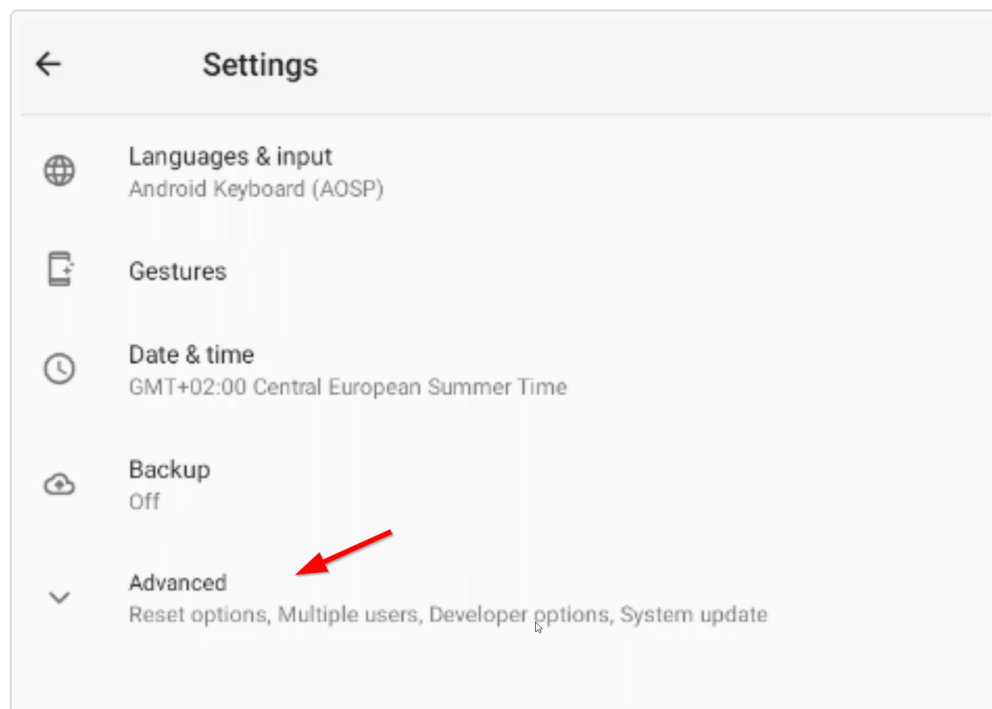 Settings
Languages & input
Android Keyboard (AOSP)
Gestures
Date & time
GMT+02:00 Central European Summer Time
Backup
Off
Advanced
Reset options, Multiple users, Developer options, System update